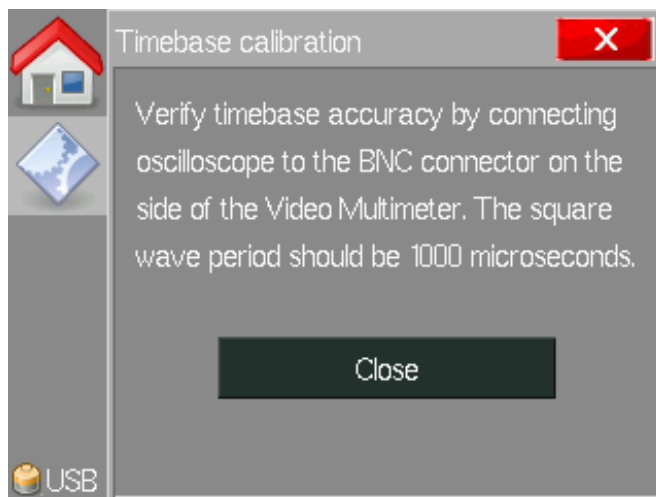 Timebase calibration
X
Verify timebase accuracy by connecting
oscilloscope to the BNC connector on the
side of the Video Multimeter. The square
wave period should be 1000 microseconds.
Close
USB